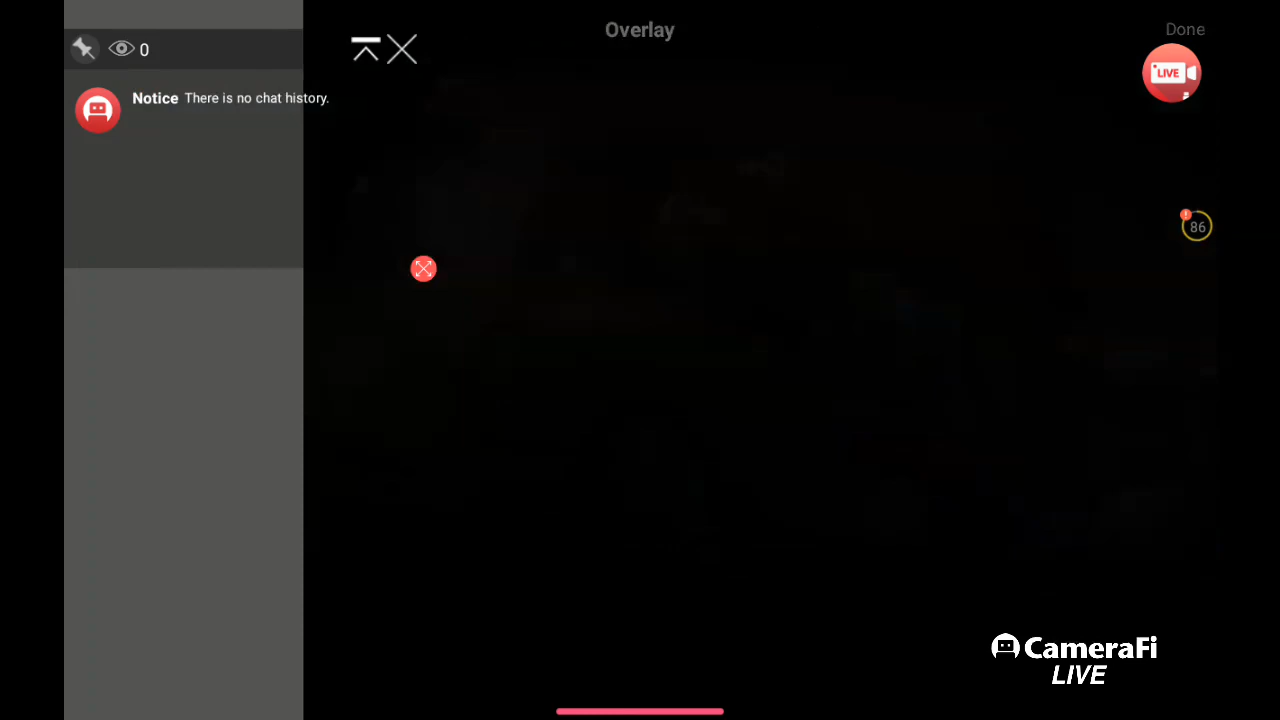 Overlay
Done
0
LIVE
Notice There is no chat history.
86
CameraFi
LIVE